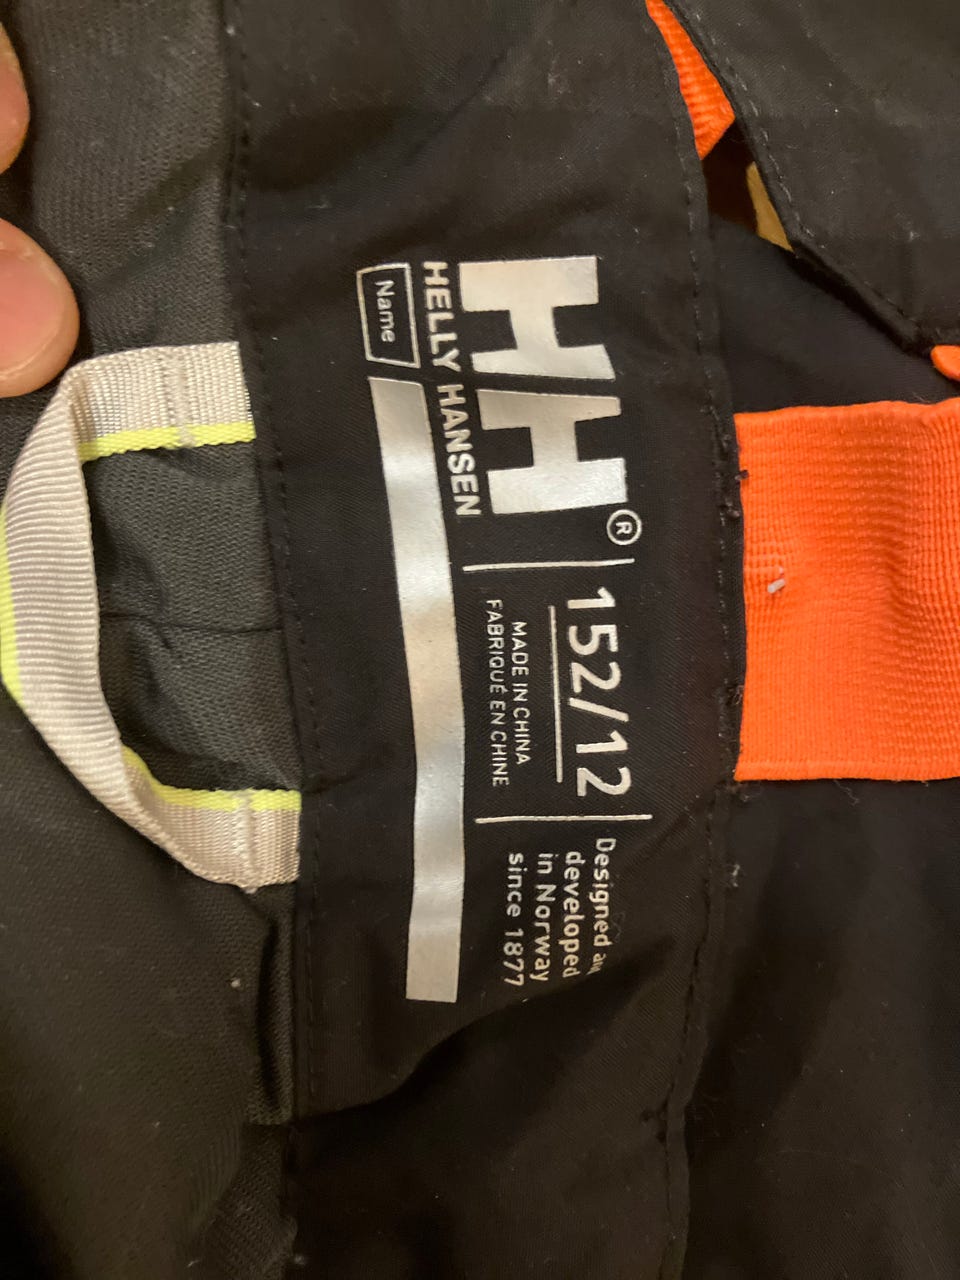 HH®
HELLY HANSEN
Name
152/12
MADE IN CHINA
FABRIQUÉ EN CHINE
Designed
developed
in Norway
since 1877